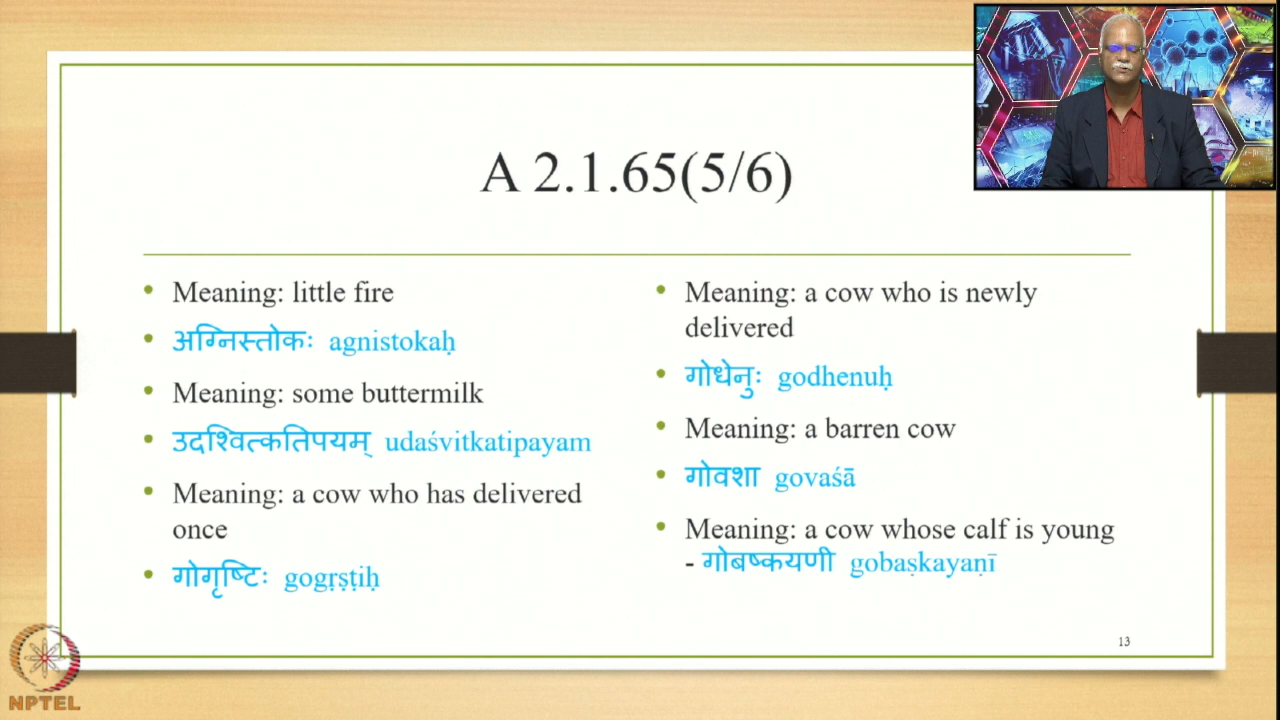 A 2.1.65(5/6)
Meaning: little fire
अग्निस्तोकः agnistokaḥ
Meaning: some buttermilk
उदश्वित्कतिपयम् udaśvitkatipayam
Meaning: a cow who has delivered
once
गोगृष्टिः gogṛṣṭiḥ
Meaning: a cow who is newly
delivered
गोधेनुः godhenuḥ
Meaning: a barren cow
गोवशा govaśā
Meaning: a cow whose calf is young
- गोबष्कयणी gobaṣkayaṇī
13
NPTEL